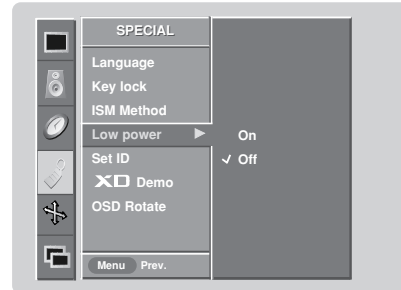 SPECIAL
Language
Key lock
ISM Method
Low power
On
Set ID
Off
XD Demo
OSD Rotate
Menu Prev.